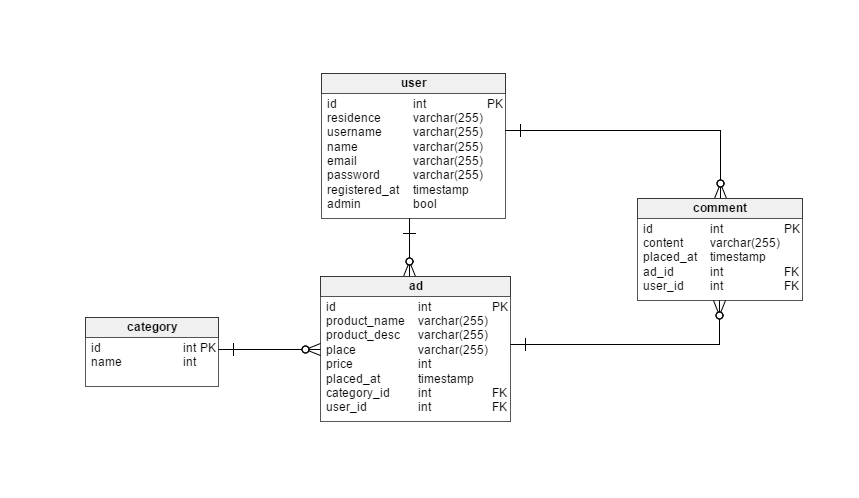 user
id int PK
residence varchar(255)
username varchar(255)
name varchar(255)
email varchar(255)
password varchar(255)
registered_at timestamp
admin bool
comment
id int PK
content varchar(255)
placed_at timestamp
ad_id int FK
user_id int FK
ad
id int PK
product_name varchar(255)
product_desc varchar(255)
place varchar(255)
price int
placed_at timestamp
category_id int FK
user_id int FK
category
id int PK
name int